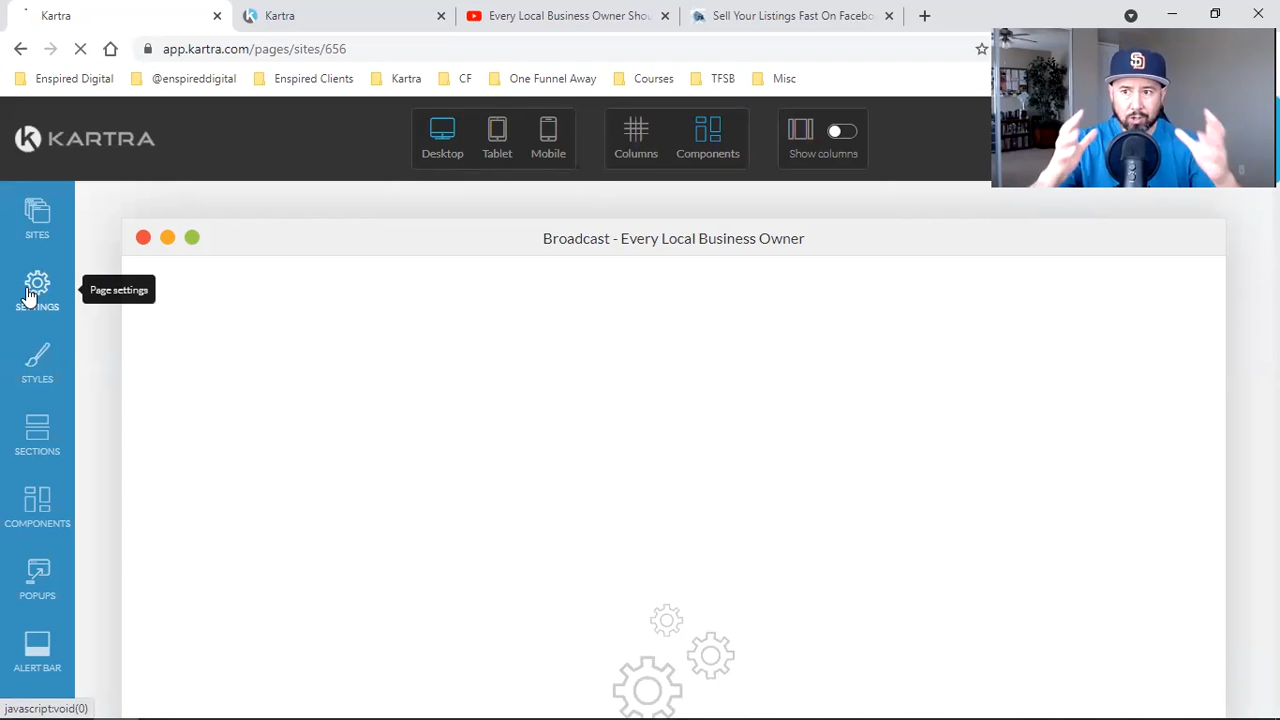 Kartra
Kartra
Every Local Business Owner Shou
Sell Your Listings Fast On Facebo
app.kartra.com/pages/sites/656
Enspired Digital
@enspireddigital
Enspired Clients
Kartra
CF
One Funnel Away
Courses
TFSB
Misc
KARTRA
Desktop
Tablet
Mobile
Columns
Components
Show columns
SD
SITES
Broadcast - Every Local Business Owner
Page settings
SETTINGS
STYLES
SECTIONS
COMPONENTS
POPUPS
ALERT BAR
javascript:void(0)